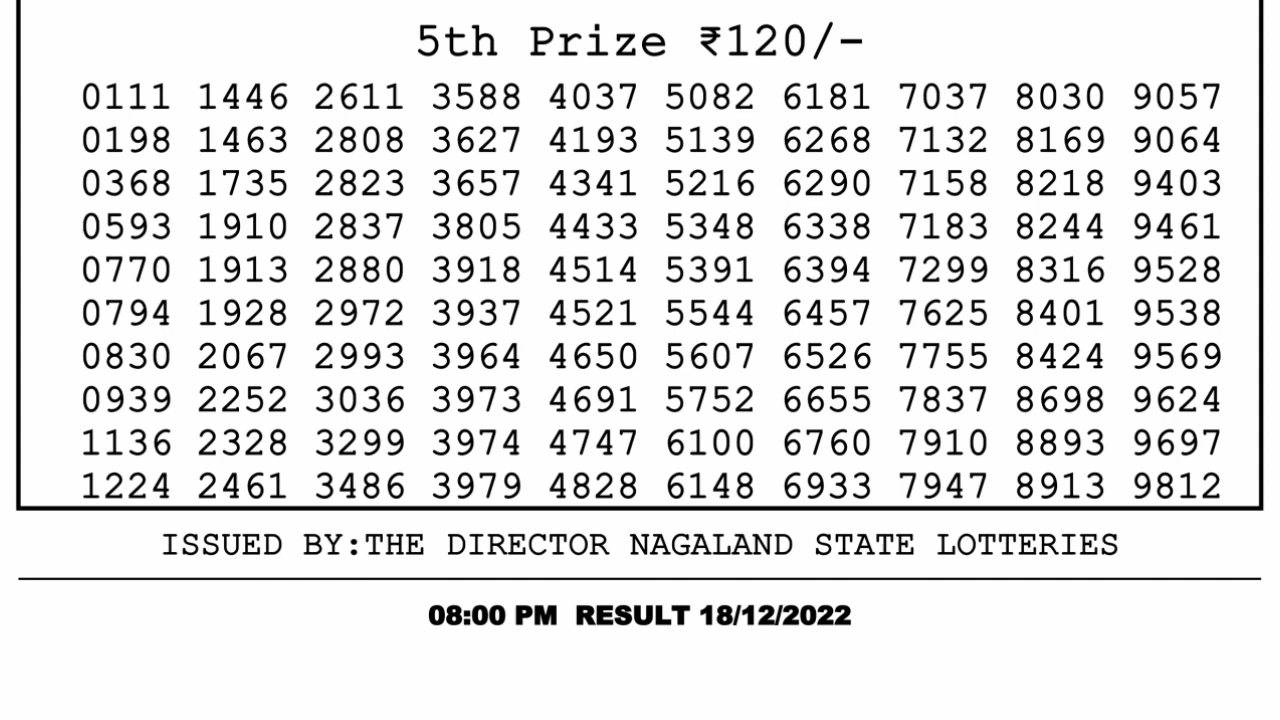 5th Prize ₹120/-
0111 1446 2611 3588 4037 5082 6181 7037 8030 9057
0198 1463 2808 3627 4193 5139 6268 7132 8169 9064
0368 1735 2823 3657 4341 5216 6290 7158 8218 9403
0593 1910 2837 3805 4433 5348 6338 7183 8244 9461
0770 1913 2880 3918 4514 5391 6394 7299 8316 9528
0794 1928 2972 3937 4521 5544 6457 7625 8401 9538
0830 2067 2993 3964 4650 5607 6526 7755 8424 9569
0939 2252 3036 3973 4691 5752 6655 7837 8698 9624
1136 2328 3299 3974 4747 6100 6760 7910 8893 9697
1224 2461 3486 3979 4828 6148 6933 7947 8913 9812
ISSUED BY:THE DIRECTOR NAGALAND STATE LOTTERIES
08:00 PM RESULT 18/12/2022